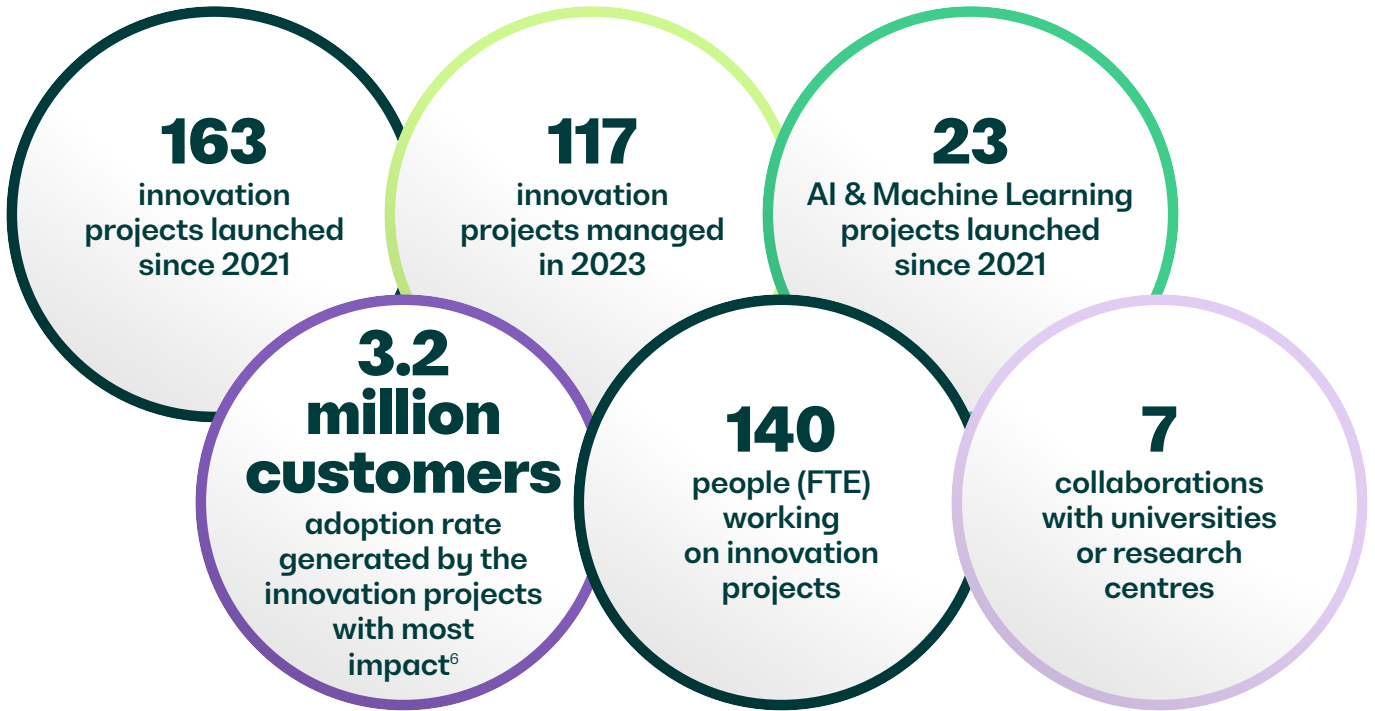 163
innovation
projects launched
since 2021
117
innovation
projects managed
in 2023
23
AI & Machine Learning
projects launched
since 2021
3.2
million
customers
adoption rate
generated by the
innovation projects
with most
impact⁶
140
people (FTE)
working
on innovation
projects
7
collaborations
with universities
or research
centres